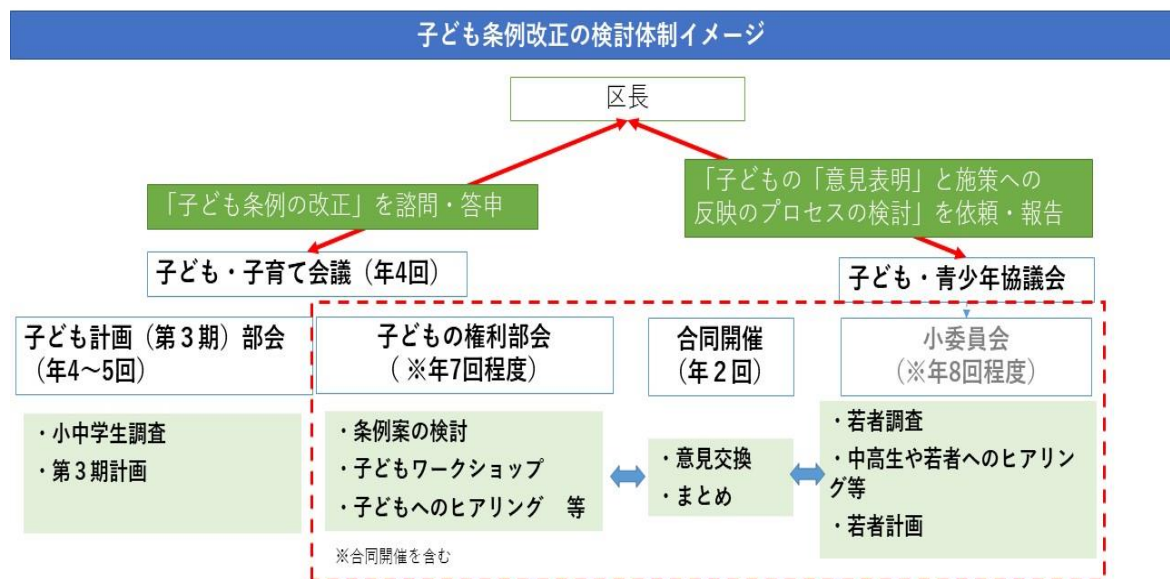 子ども条例改正の検討体制イメージ
区長
「子ども条例の改正」を諮問・答申
「子どもの「意見表明」と施策への
反映のプロセスの検討」を依頼・報告
子ども・子育て会議（年4回）
子ども・青少年協議会
子ども計画（第３期）部会
（年4～5回）
子どもの権利部会
（ ※年7回程度）
合同開催
（年２回）
小委員会
（※年8回程度）
・小中学生調査
・第３期計画
・条例案の検討
・子どもワークショップ
・子どもへのヒアリング　等
・意見交換
・まとめ
・若者調査
・中高生や若者へのヒアリン
グ等
・若者計画
※合同開催を含む